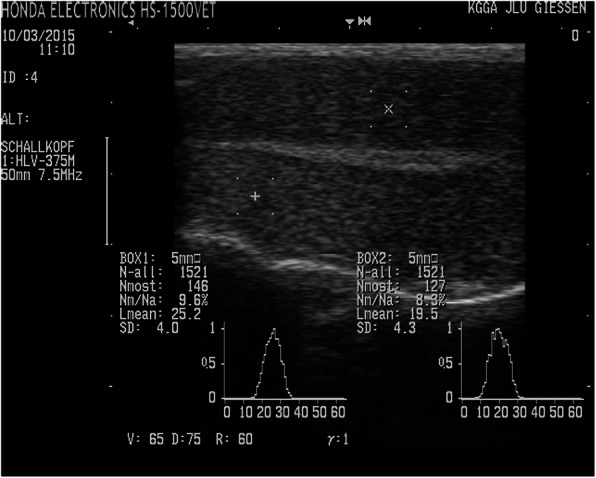 HONDA ELECTRONICS HS-1500VET
KGGA JLU GIESSEN
10/03/2015
11:10
0
ID :4
ALT:
SCHALLKOPF
1:HLV-375M
50mm 7.5MHz
BOX1: 5mm□
N-all: 1521
Nmost: 146
Nm/Na: 9.6%
Lmean: 25.2
SD: 4.0
BOX2: 5mm□
N-all: 1521
Nmost: 127
Nm/Na: 8.3%
Lmean: 19.5
SD: 4.3
1
0.5
0
0 10 20 30 40 50 60
1
0.5
0
0 10 20 30 40 50 60
V: 65 D:75 R: 60 γ:1